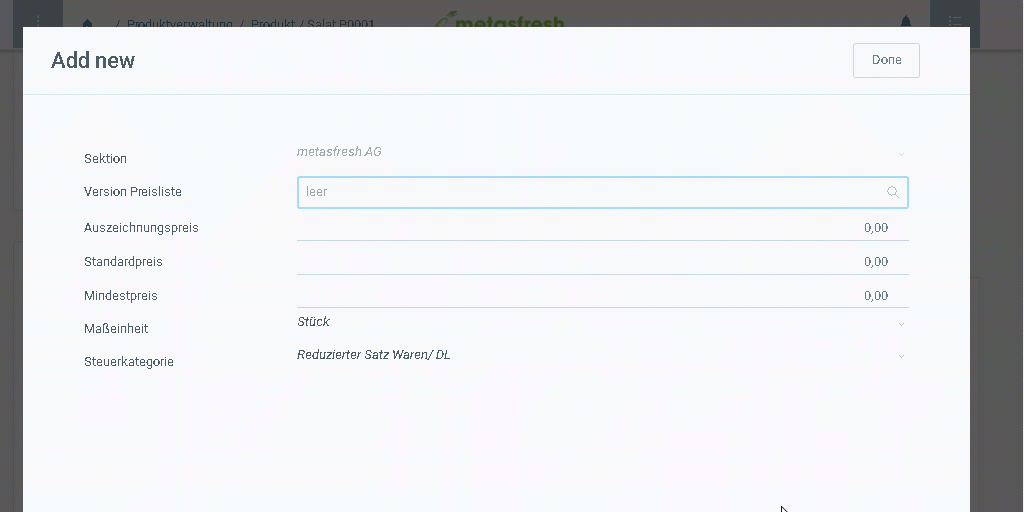 / Produktverwaltung / Produkt / Salat P0001
metasfresh
Add new
Done
Sektion
metasfresh AG
Version Preisliste
leer
Auszeichnungspreis
0,00
Standardpreis
0,00
Mindestpreis
0,00
Maßeinheit
Stück
Steuerkategorie
Reduzierter Satz Waren/ DL